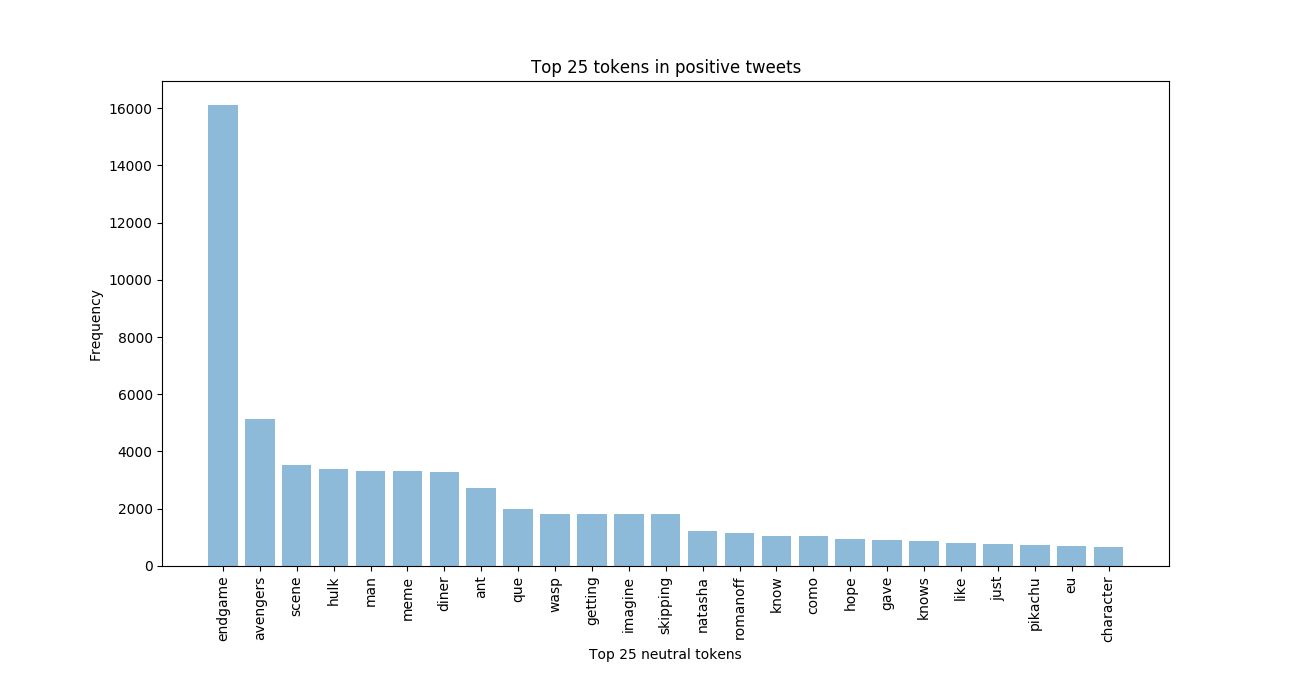 Top 25 tokens in positive tweets
Frequency
16000
14000
12000
10000
8000
6000
4000
2000
0
endgame
avengers
scene
hulk
man
meme
diner
ant
que
wasp
getting
imagine
skipping
natasha
romanoff
know
como
hope
gave
knows
like
just
pikachu
eu
character
Top 25 neutral tokens